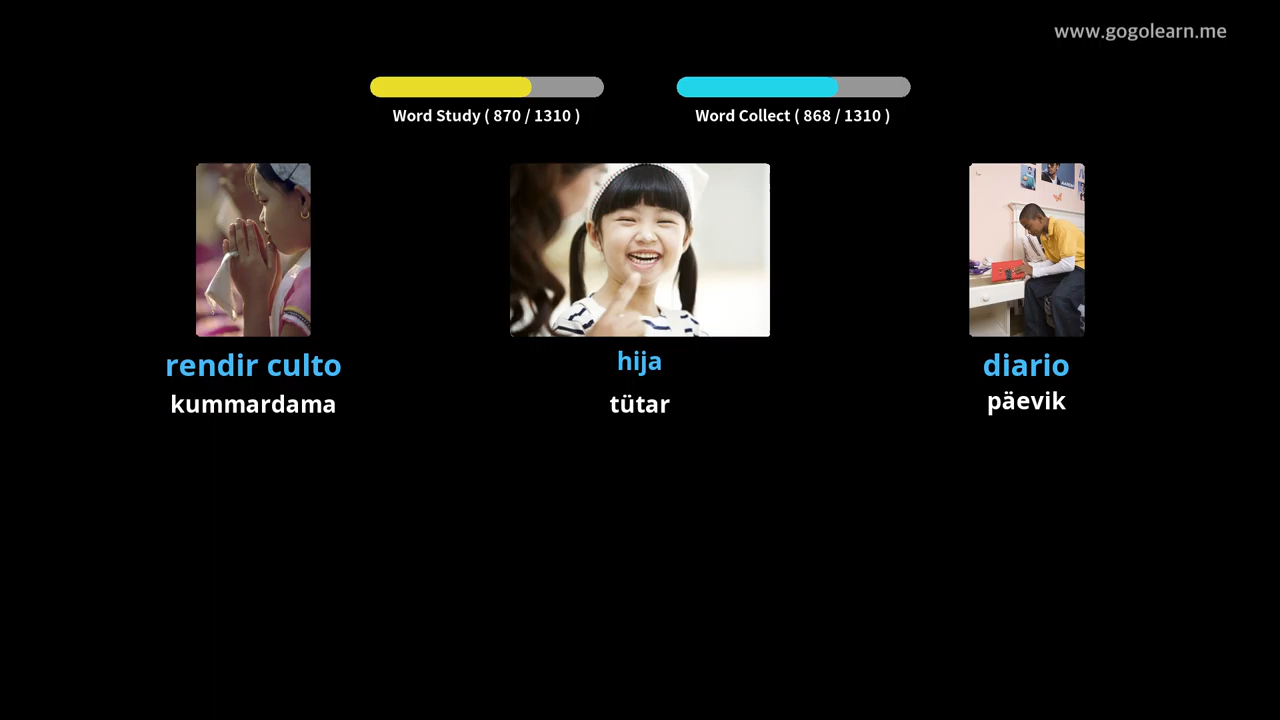 www.gogolearn.me
Word Study ( 870 / 1310 )
Word Collect ( 868 / 1310 )
rendir culto
hija
diario
kummardama
tütar
päevik